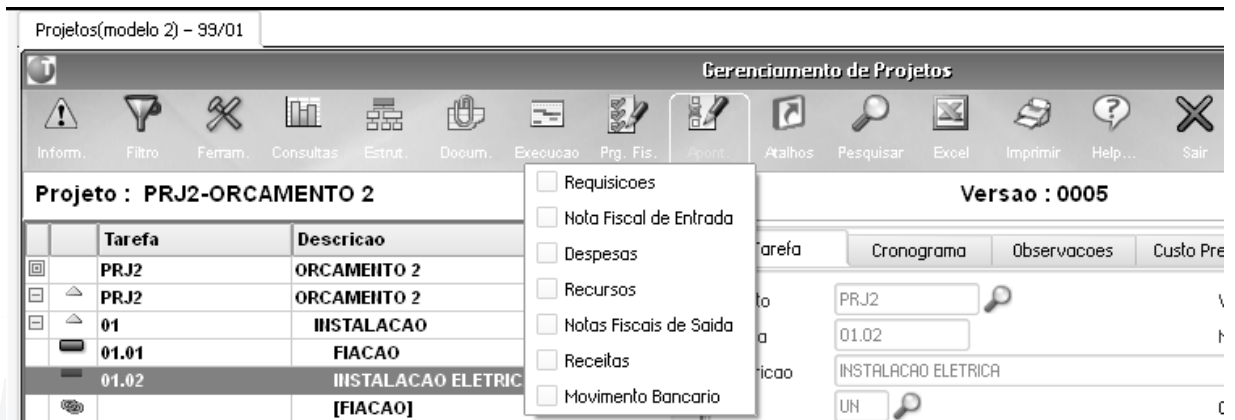 Projetos(modelo 2) – 99/01
Gerenciamento de Projetos
Inform. Filtro Ferram. Consultas Estrut. Docum. Execucao Prg. Fis. Apont. Atalhos Pesquisar Excel Imprimir Help... Sair
Projeto : PRJ2-ORCAMENTO 2
Versao : 0005
Requisicoes
Nota Fiscal de Entrada
Despesas
Recursos
Notas Fiscais de Saida
Receitas
Movimento Bancario
Tarefa Descricao
PRJ2 ORCAMENTO 2
PRJ2 ORCAMENTO 2
01 INSTALACAO
01.01 FIACAO
01.02 INSTALACAO ELETRIC
[FIACAO]
arefa Cronograma Observacoes Custo Pre
to PRJ2
a 01.02
ricao INSTALACAO ELETRICA
UN